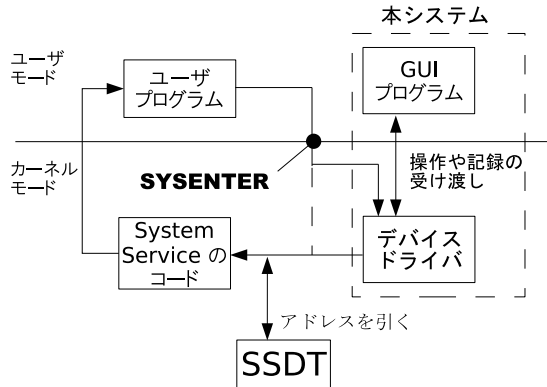 本システム
ユーザ
モード
ユーザ
プログラム
GUI
プログラム
カーネル
モード
SYSENTER
操作や記録の
受け渡し
System
Service の
コード
デバイス
ドライバ
アドレスを引く
SSDT